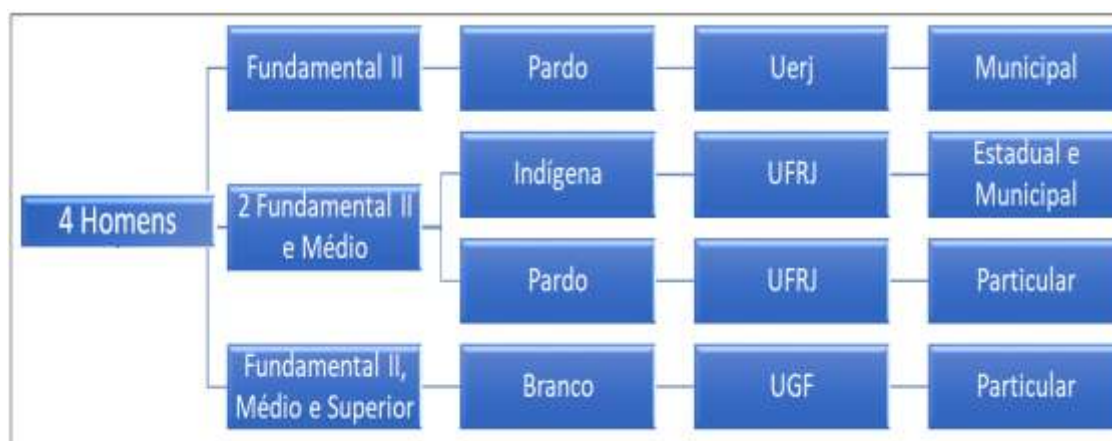 4 Homens
Fundamental II
Pardo
Uerj
Municipal
2 Fundamental II
e Médio
Indígena
UFRJ
Estadual e
Municipal
Pardo
UFRJ
Particular
Fundamental II,
Médio e Superior
Branco
UGF
Particular